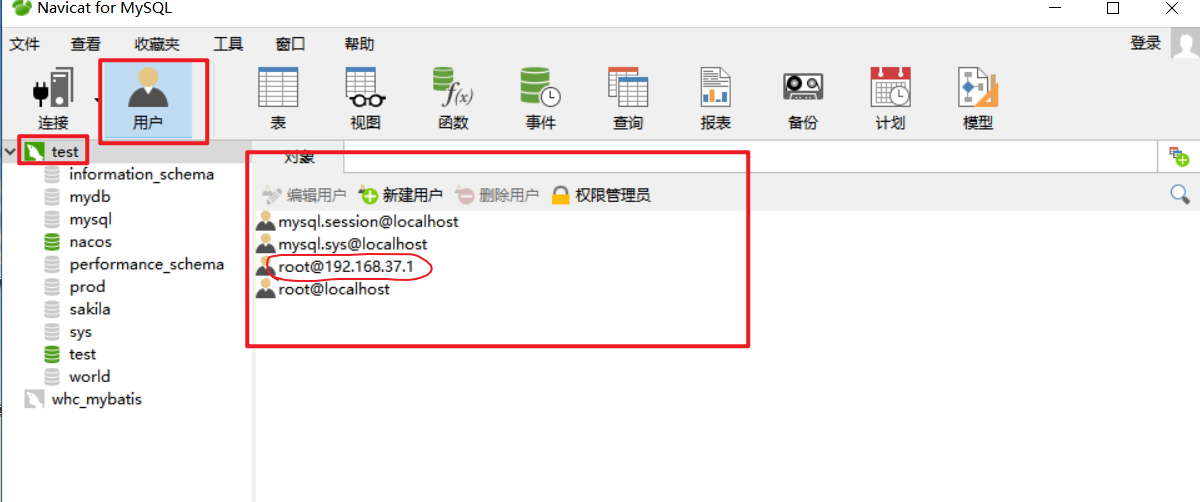 Navicat for MySQL
文件 查看 收藏夹 工具 窗口 帮助 登录
连接 用户 表 视图 函数 事件 查询 报表 备份 计划 模型
f(x)
test
information_schema
mydb
mysql
nacos
performance_schema
prod
sakila
sys
test
world
whc_mybatis
对象
编辑用户 新建用户 删除用户 权限管理员
mysql.session@localhost
mysql.sys@localhost
root@192.168.37.1
root@localhost